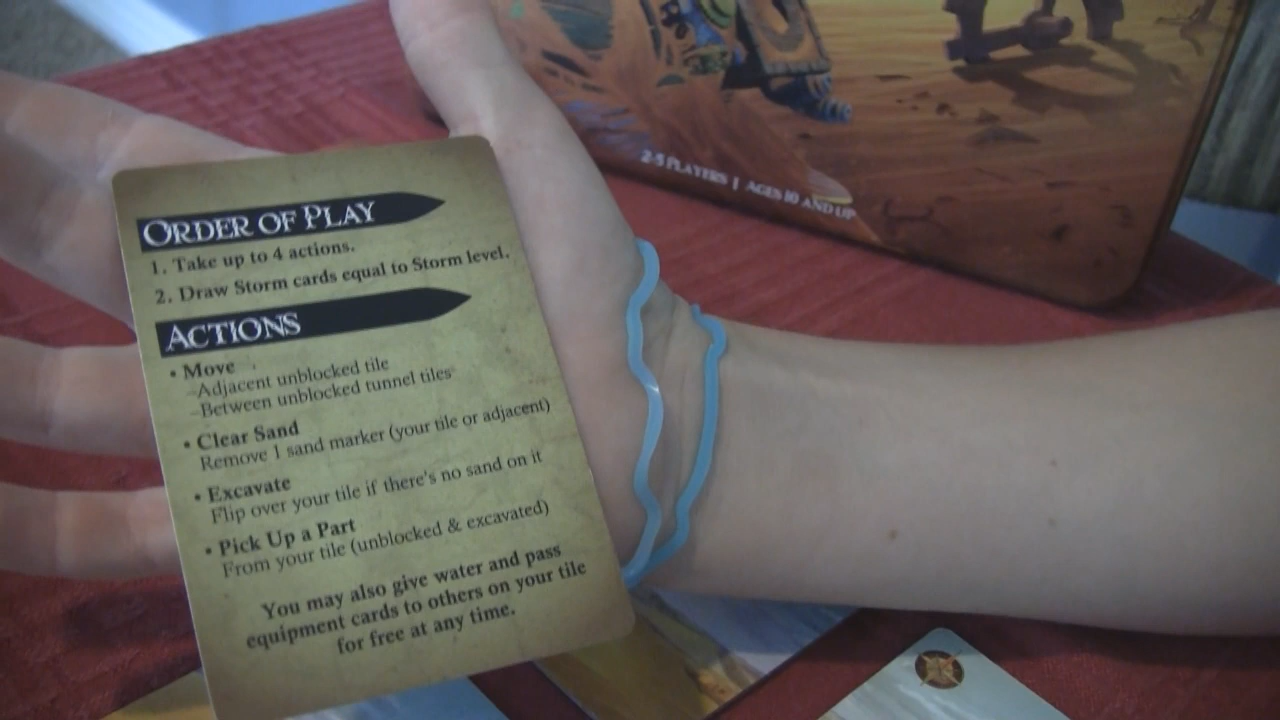 2-5 PLAYERS | AGES 10 AND UP
ORDER OF PLAY
1. Take up to 4 actions.
2. Draw Storm cards equal to Storm level.
ACTIONS
• Move
–Adjacent unblocked tile
–Between unblocked tunnel tiles
• Clear Sand
Remove 1 sand marker (your tile or adjacent)
• Excavate
Flip over your tile if there's no sand on it
• Pick Up a Part
From your tile (unblocked & excavated)
You may also give water and pass
equipment cards to others on your tile
for free at any time.